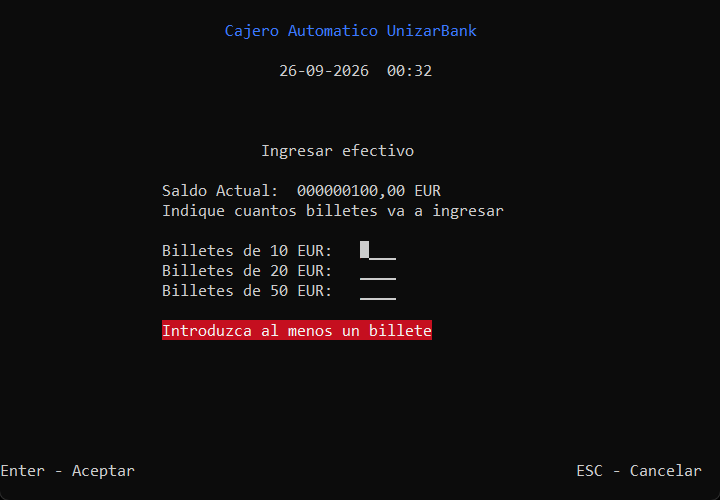 Cajero Automatico UnizarBank
26-09-2026  00:32
Ingresar efectivo
Saldo Actual:  000000100,00 EUR
Indique cuantos billetes va a ingresar
Billetes de 10 EUR:
Billetes de 20 EUR:
Billetes de 50 EUR:
Introduzca al menos un billete
Enter - Aceptar
ESC - Cancelar